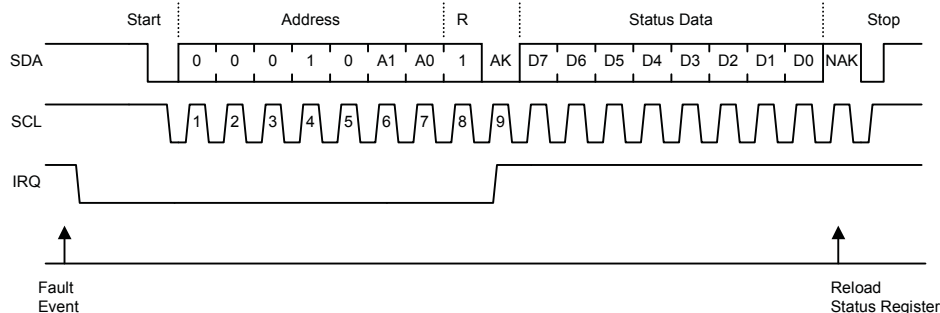 Start Address R Status Data Stop
SDA 0 0 0 1 0 A1 A0 1 AK D7 D6 D5 D4 D3 D2 D1 D0 NAK
SCL 1 2 3 4 5 6 7 8 9
IRQ
Fault
Event
Reload
Status Register